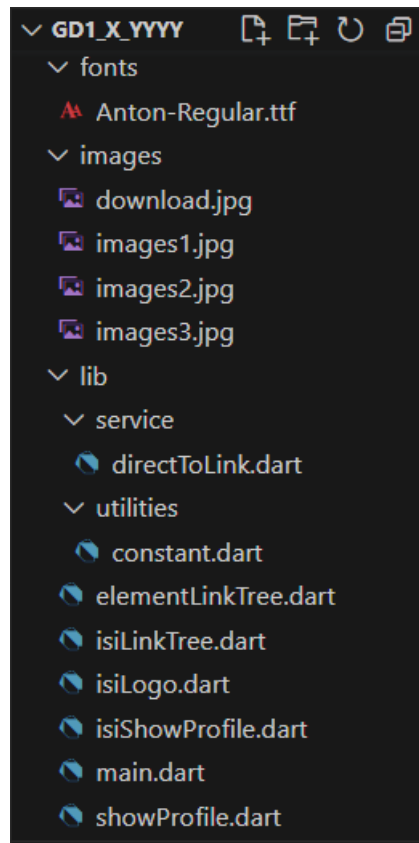 GD1_X_YYYY
fonts
Anton-Regular.ttf
images
download.jpg
images1.jpg
images2.jpg
images3.jpg
lib
service
directToLink.dart
utilities
constant.dart
elementLinkTree.dart
isiLinkTree.dart
isiLogo.dart
isiShowProfile.dart
main.dart
showProfile.dart